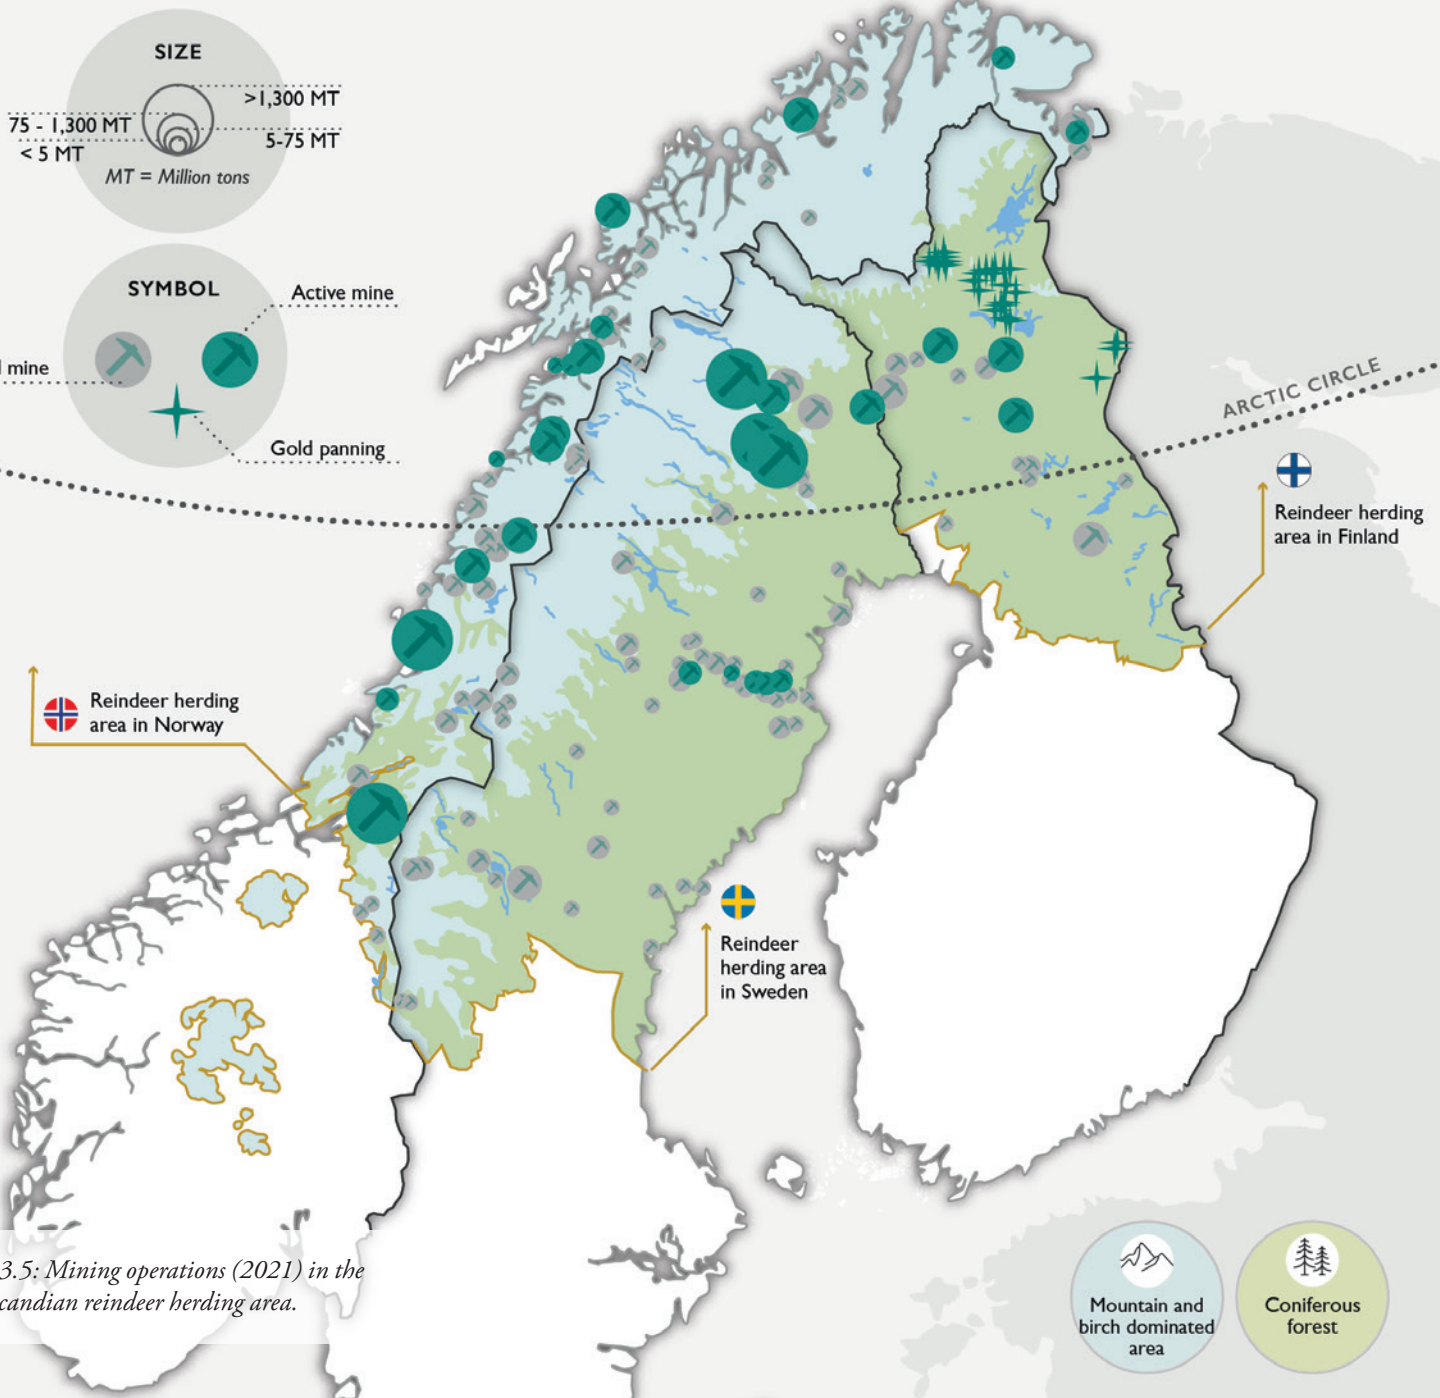 SIZE
>1,300 MT
75 - 1,300 MT
5-75 MT
< 5 MT
MT = Million tons
SYMBOL
Active mine
mine
Gold panning
ARCTIC CIRCLE
Reindeer herding
area in Finland
Reindeer herding
area in Norway
Reindeer
herding area
in Sweden
3.5: Mining operations (2021) in the
candian reindeer herding area.
Mountain and
birch dominated
area
Coniferous
forest